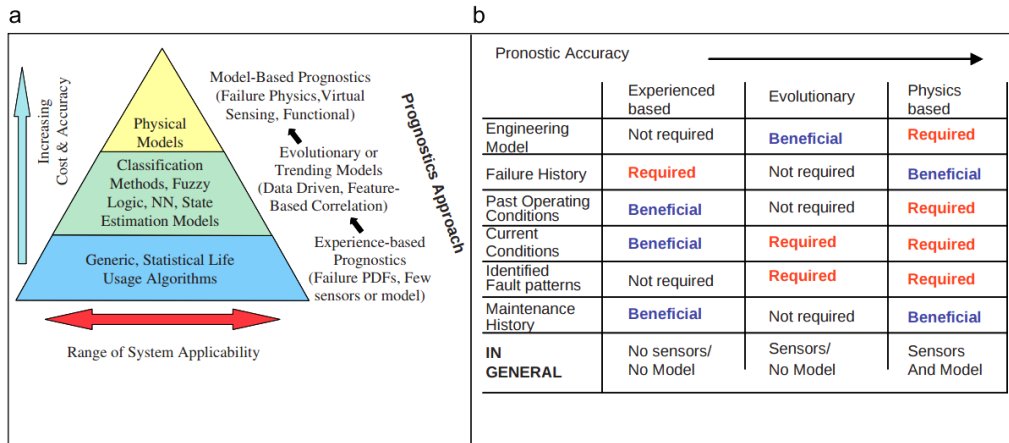 a
Increasing
Cost & Accuracy
Physical
Models
Classification
Methods, Fuzzy
Logic, NN, State
Estimation Models
Generic, Statistical Life
Usage Algorithms
Range of System Applicability
Model-Based Prognostics
(Failure Physics,Virtual
Sensing, Functional)
Evolutionary or
Trending Models
(Data Driven, Feature-
Based Correlation)
Experience-based
Prognostics
(Failure PDFs, Few
sensors or model)
Prognostics Approach
b
Pronostic Accuracy
Experienced
based
Evolutionary
Physics
based
Engineering
Model
Not required
Beneficial
Required
Failure History
Required
Not required
Beneficial
Past Operating
Conditions
Beneficial
Not required
Required
Current
Conditions
Beneficial
Required
Required
Identified
Fault patterns
Not required
Required
Required
Maintenance
History
Beneficial
Not required
Beneficial
IN
GENERAL
No sensors/
No Model
Sensors/
No Model
Sensors
And Model